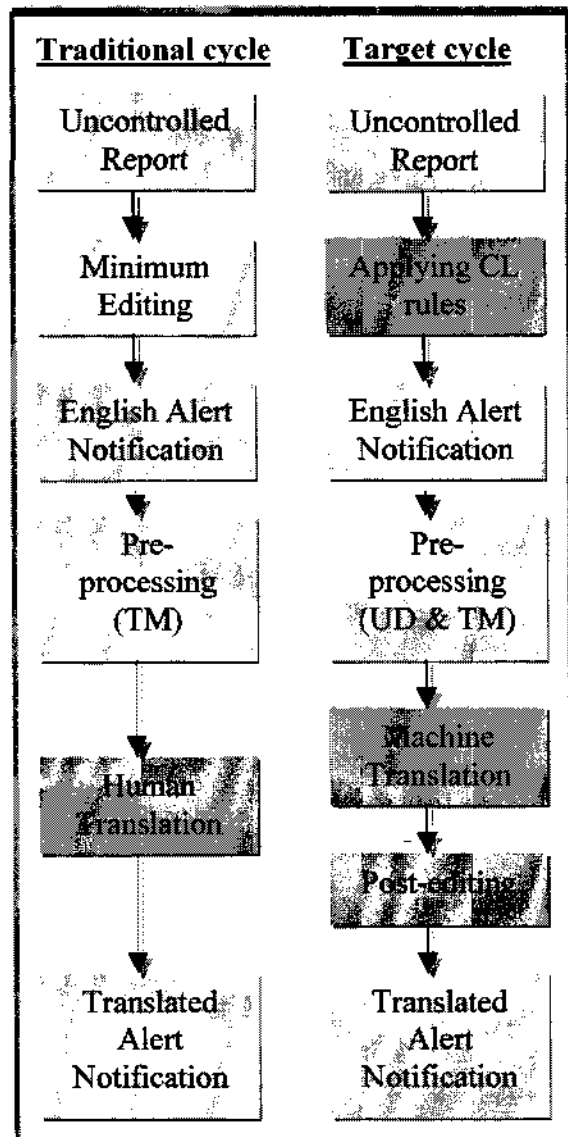 Traditional cycle
Uncontrolled
Report
Minimum
Editing
English Alert
Notification
Pre-
processing
(TM)
Human
Translation
Translated
Alert
Notification
Target cycle
Uncontrolled
Report
Applying CL
rules
English Alert
Notification
Pre-
processing
(UD & TM)
Machine
Translation
Post-editing
Translated
Alert
Notification